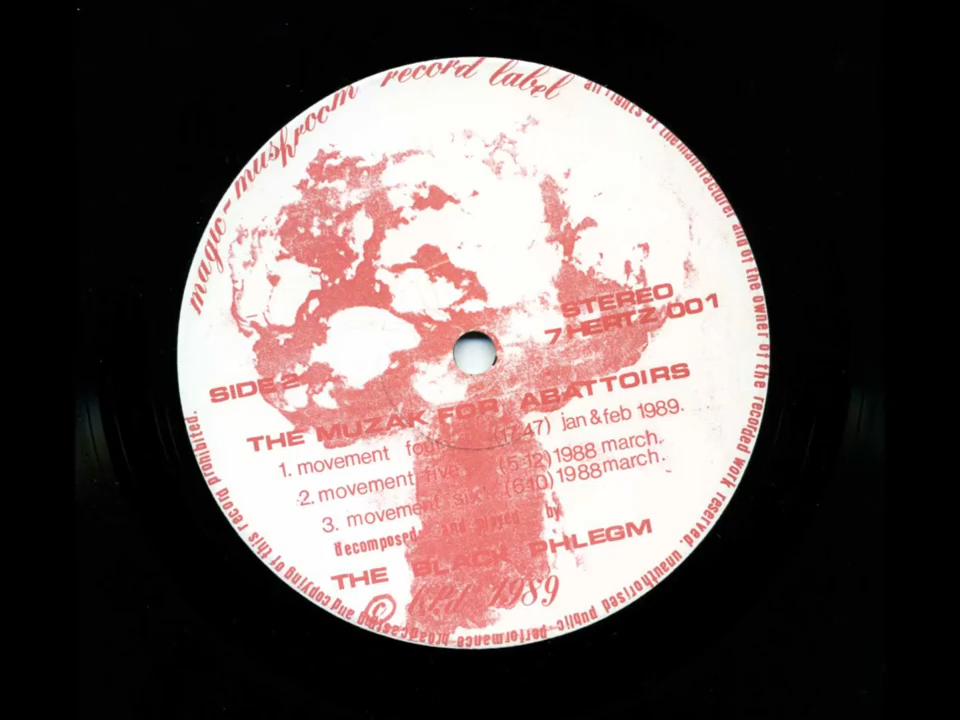 magic-mushroom record label
all rights of the manufacturer and of the owner of the recorded work reserved. unauthorised public performance broadcasting and copying of this record prohibited.
STEREO
7 HERTZ/001
SIDE 2
THE MUZAK FOR ABATTOIRS
1. movement four (17:47) jan & feb 1989.
2. movement five (5:12) 1988 march.
3. movement six (6:10) 1988 march.
decomposed and played by
THE BLACK PHLEGM
© 1989